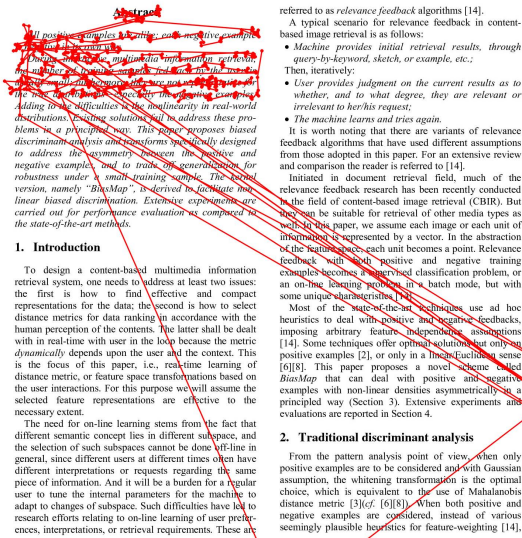 Abstract
All positive examples are alike; each negative example
During interactive multimedia information retrieval,
the number of training samples fed back by the user is
Adding to the difficulties is the nonlinearity in real-world
distributions. Existing solutions fail to address these pro-
blems in a principled way. This paper proposes biased
discriminant analysis and transforms specifically designed
to address the asymmetry between the positive and
negative examples, and to trade off generalization for
robustness under a small training sample. The kernel
version, namely “BiasMap”, is derived to facilitate non-
linear biased discrimination. Extensive experiments are
carried out for performance evaluation as compared to
the state-of-the-art methods.
1. Introduction
To design a content-based multimedia information
retrieval system, one needs to address at least two issues:
the first is how to find effective and compact
representations for the data; the second is how to select
distance metrics for data ranking in accordance with the
human perception of the contents. The latter shall be dealt
with in real-time with user in the loop because the metric
dynamically depends upon the user and the context. This
is the focus of this paper, i.e., real-time learning of
distance metric, or feature space transformations based on
the user interactions. For this purpose we will assume the
selected feature representations are effective to the
necessary extent.
The need for on-line learning stems from the fact that
different semantic concept lies in different subspace, and
the selection of such subspaces cannot be done off-line in
general, since different users at different times often have
different interpretations or requests regarding the same
piece of information. And it will be a burden for a regular
user to tune the internal parameters for the machine to
adapt to changes of subspace. Such difficulties have led to
research efforts relating to on-line learning of user prefer-
ences, interpretations, or retrieval requirements. These are
referred to as relevance feedback algorithms [14].
A typical scenario for relevance feedback in content-
based image retrieval is as follows:
• Machine provides initial retrieval results, through
query-by-keyword, sketch, or example, etc.;
Then, iteratively:
• User provides judgment on the current results as to
whether, and to what degree, they are relevant or
irrelevant to her/his request;
• The machine learns and tries again.
It is worth noting that there are variants of relevance
feedback algorithms that have used different assumptions
from those adopted in this paper. For an extensive review
and comparison the reader is referred to [14].
Initiated in document retrieval field, much of the
relevance feedback research has been recently conducted
in the field of content-based image retrieval (CBIR). But
they can be suitable for retrieval of other media types as
well. In this paper, we assume each image or each unit of
information is represented by a vector. In the abstraction
of the feature space, each unit becomes a point. Relevance
feedback with both positive and negative training
examples becomes a supervised classification problem, or
an on-line learning problem in a batch mode, but with
some unique characteristics [14].
Most of the state-of-the-art techniques use ad hoc
heuristics to deal with positive and negative feedbacks,
imposing arbitrary feature independence assumptions
[14]. Some techniques offer optimal solutions but only on
positive examples [2], or only in a linear/Euclidean sense
[6][8]. This paper proposes a novel scheme called
BiasMap that can deal with positive and negative
examples with non-linear densities asymmetrically in a
principled way (Section 3). Extensive experiments and
evaluations are reported in Section 4.
2. Traditional discriminant analysis
From the pattern analysis point of view, when only
positive examples are to be considered and with Gaussian
assumption, the whitening transformation is the optimal
choice, which is equivalent to the use of Mahalanobis
distance metric [3](cf. [6][8]). When both positive and
negative examples are considered, instead of various
seemingly plausible heuristics for feature-weighting [14],